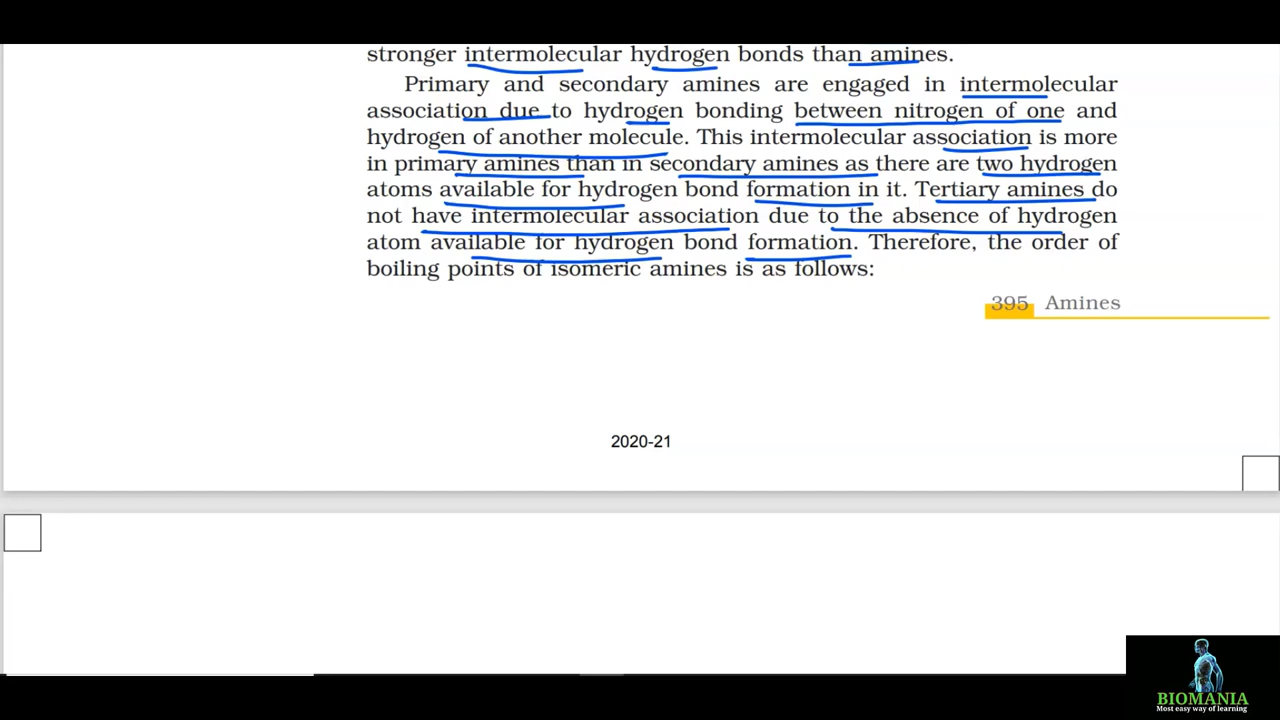 stronger intermolecular hydrogen bonds than amines.
Primary and secondary amines are engaged in intermolecular
association due to hydrogen bonding between nitrogen of one and
hydrogen of another molecule. This intermolecular association is more
in primary amines than in secondary amines as there are two hydrogen
atoms available for hydrogen bond formation in it. Tertiary amines do
not have intermolecular association due to the absence of hydrogen
atom available for hydrogen bond formation. Therefore, the order of
boiling points of isomeric amines is as follows:
395 Amines
2020-21
BIOMANIA
Most easy way of learning